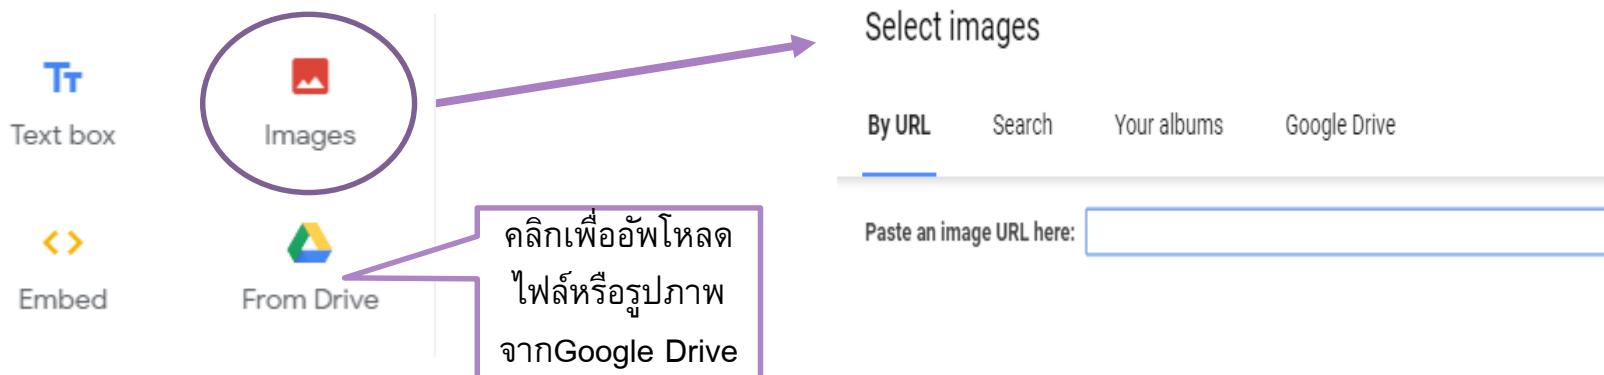 Text box
Images
Embed
From Drive
คลิกเพื่ออัพโหลด
ไฟล์หรือรูปภาพ
จากGoogle Drive
Select images
By URL Search Your albums Google Drive
Paste an image URL here: